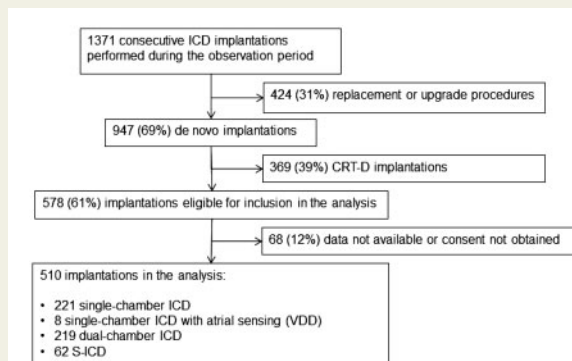 1371 consecutive ICD implantations
performed during the observation period
424 (31%) replacement or upgrade procedures
947 (69%) de novo implantations
369 (39%) CRT-D implantations
578 (61%) implantations eligible for inclusion in the analysis
68 (12%) data not available or consent not obtained
510 implantations in the analysis:
• 221 single-chamber ICD
• 8 single-chamber ICD with atrial sensing (VDD)
• 219 dual-chamber ICD
• 62 S-ICD